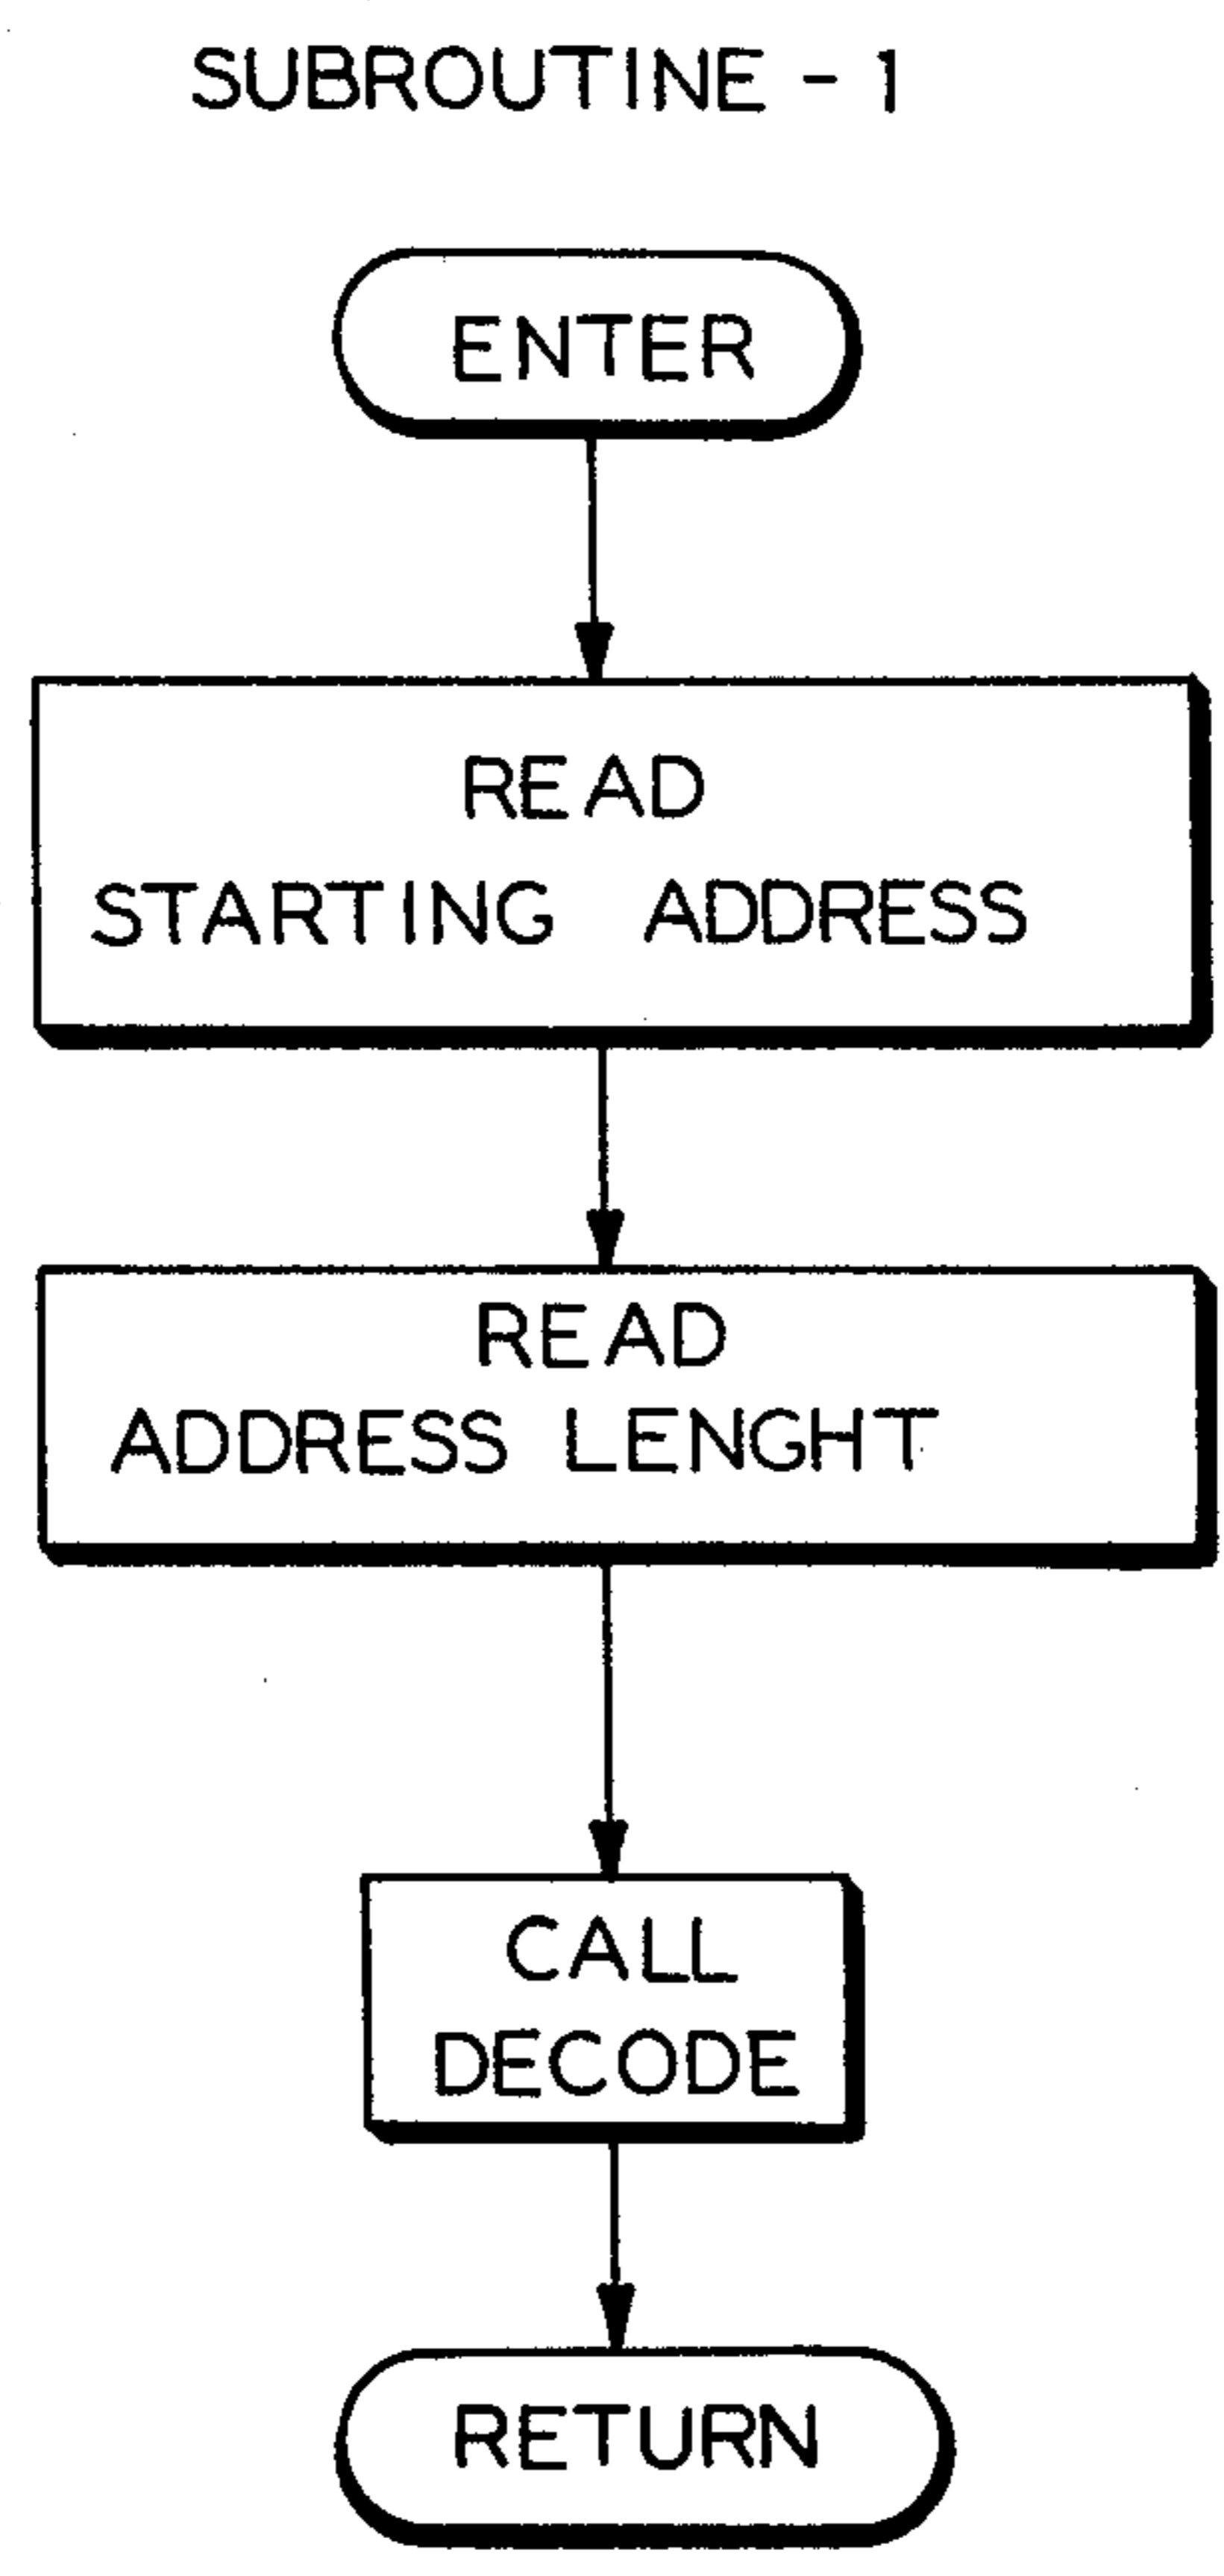 SUBROUTINE - 1
ENTER
READ
STARTING ADDRESS
READ
ADDRESS LENGHT
CALL
DECODE
RETURN